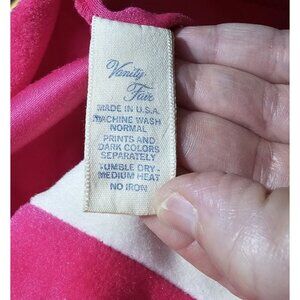 Vanity
Fair
MADE IN U.S.A.
MACHINE WASH
NORMAL
PRINTS AND
DARK COLORS
SEPARATELY
TUMBLE DRY-
MEDIUM HEAT
NO IRON